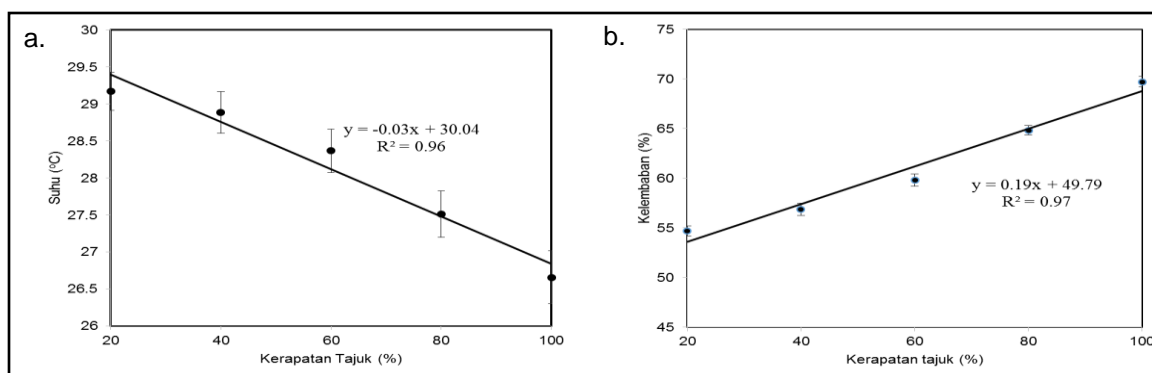 a.
30
29.5
29
28.5
28
27.5
27
26.5
26
Suhu (⁰C)
y = -0.03x + 30.04
R² = 0.96
20 40 60 80 100
Kerapatan Tajuk (%)
b.
75
70
65
60
55
50
45
Kelembaban (%)
y = 0.19x + 49.79
R² = 0.97
20 40 60 80 100
Kerapatan tajuk (%)